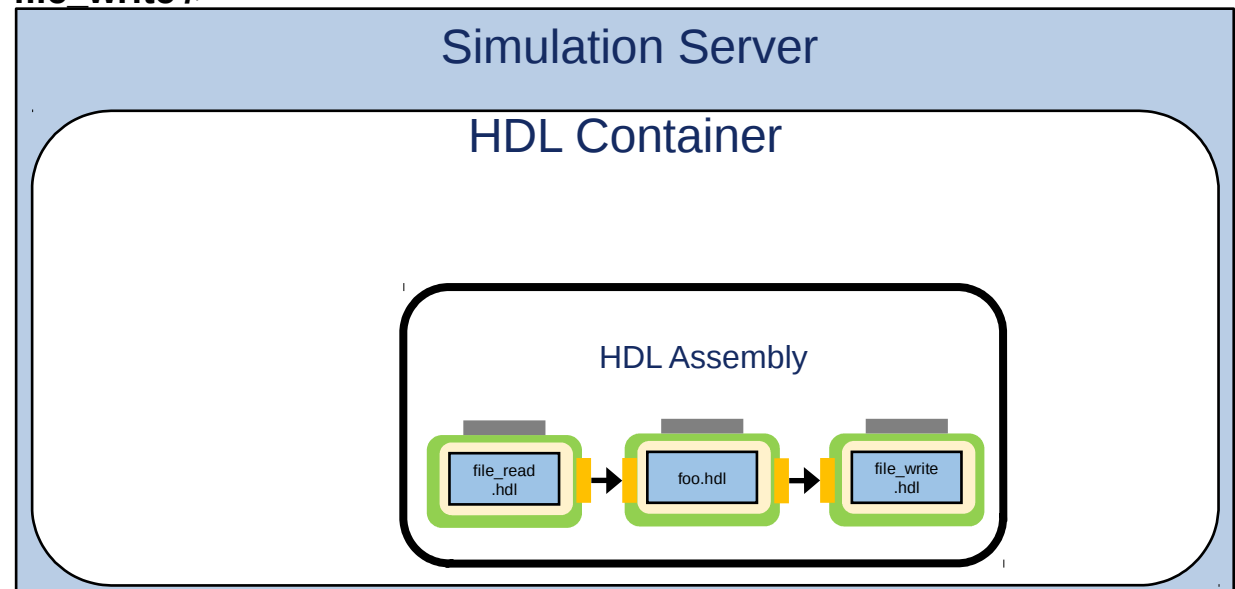 Simulation Server
HDL Container
HDL Assembly
file_read
.hdl
foo.hdl
file_write
.hdl